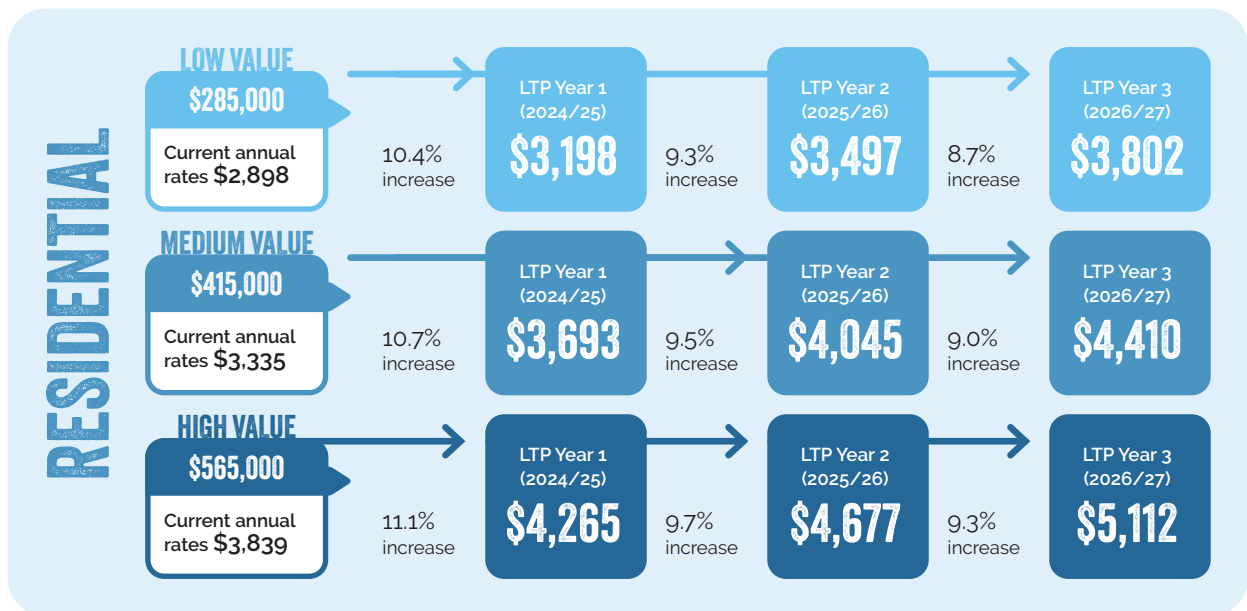 RESIDENTIAL
LOW VALUE
$285,000
Current annual
rates $2,898
10.4%
increase
LTP Year 1
(2024/25)
$3,198
9.3%
increase
LTP Year 2
(2025/26)
$3,497
8.7%
increase
LTP Year 3
(2026/27)
$3,802
MEDIUM VALUE
$415,000
Current annual
rates $3,335
10.7%
increase
LTP Year 1
(2024/25)
$3,693
9.5%
increase
LTP Year 2
(2025/26)
$4,045
9.0%
increase
LTP Year 3
(2026/27)
$4,410
HIGH VALUE
$565,000
Current annual
rates $3,839
11.1%
increase
LTP Year 1
(2024/25)
$4,265
9.7%
increase
LTP Year 2
(2025/26)
$4,677
9.3%
increase
LTP Year 3
(2026/27)
$5,112